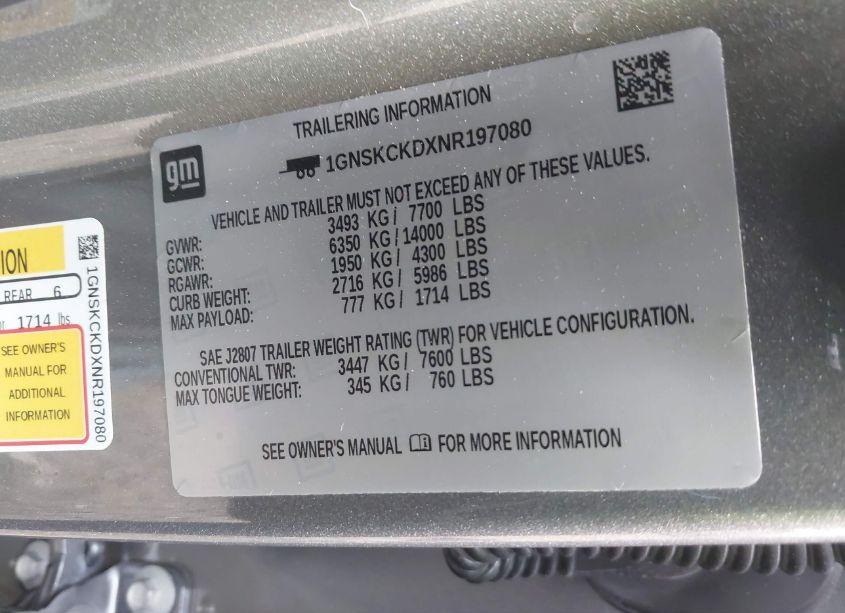 TRAILERING INFORMATION
gm
1GNSKCKDXNR197080
VEHICLE AND TRAILER MUST NOT EXCEED ANY OF THESE VALUES.
GVWR: 3493 KG / 7700 LBS
GCWR: 6350 KG / 14000 LBS
RGAWR: 1950 KG / 4300 LBS
CURB WEIGHT: 2716 KG / 5986 LBS
MAX PAYLOAD: 777 KG / 1714 LBS
SAE J2807 TRAILER WEIGHT RATING (TWR) FOR VEHICLE CONFIGURATION.
CONVENTIONAL TWR: 3447 KG / 7600 LBS
MAX TONGUE WEIGHT: 345 KG / 760 LBS
SEE OWNER'S MANUAL FOR MORE INFORMATION
ION
REAR 6
or 1714 lbs.
SEE OWNER'S
MANUAL FOR
ADDITIONAL
INFORMATION
1GNSKCKDXNR197080